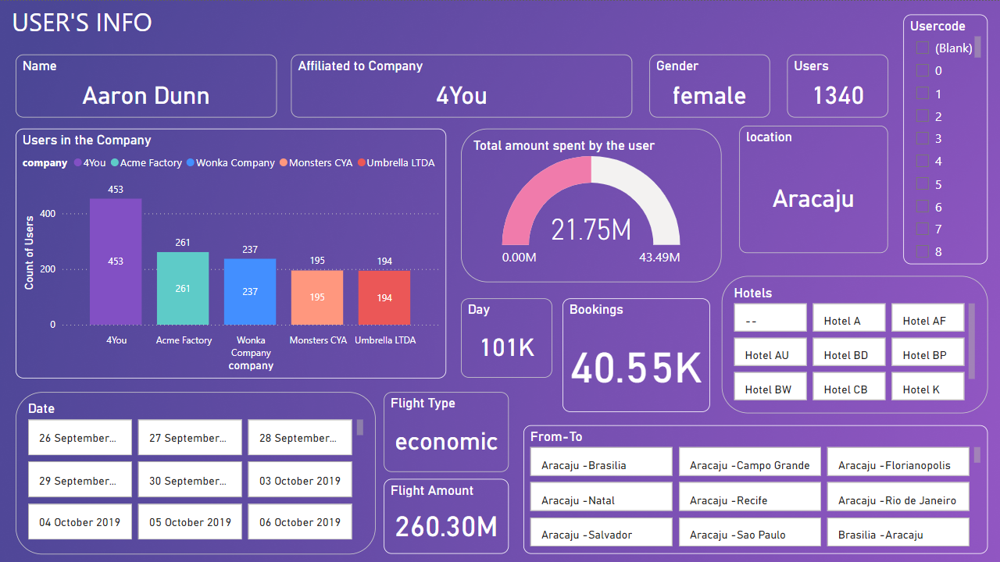 USER'S INFO
Name
Aaron Dunn
Affiliated to Company
4You
Gender
female
Users
1340
Usercode
(Blank)
0
1
2
3
4
5
6
7
8
Users in the Company
company 4You Acme Factory Wonka Company Monsters CYA Umbrella LTDA
Count of Users
400
200
0
453
453
261
261
237
237
195
195
194
194
4You
Acme Factory
Wonka
Company
Monsters CYA
Umbrella LTDA
company
Total amount spent by the user
21.75M
0.00M
43.49M
location
Aracaju
Day
101K
Bookings
40.55K
Hotels
--
Hotel A
Hotel AF
Hotel AU
Hotel BD
Hotel BP
Hotel BW
Hotel CB
Hotel K
Date
26 September...
27 September...
28 September...
29 September...
30 September...
03 October 2019
04 October 2019
05 October 2019
06 October 2019
Flight Type
economic
Flight Amount
260.30M
From-To
Aracaju -Brasilia
Aracaju -Campo Grande
Aracaju -Florianopolis
Aracaju -Natal
Aracaju -Recife
Aracaju -Rio de Janeiro
Aracaju -Salvador
Aracaju -Sao Paulo
Brasilia -Aracaju